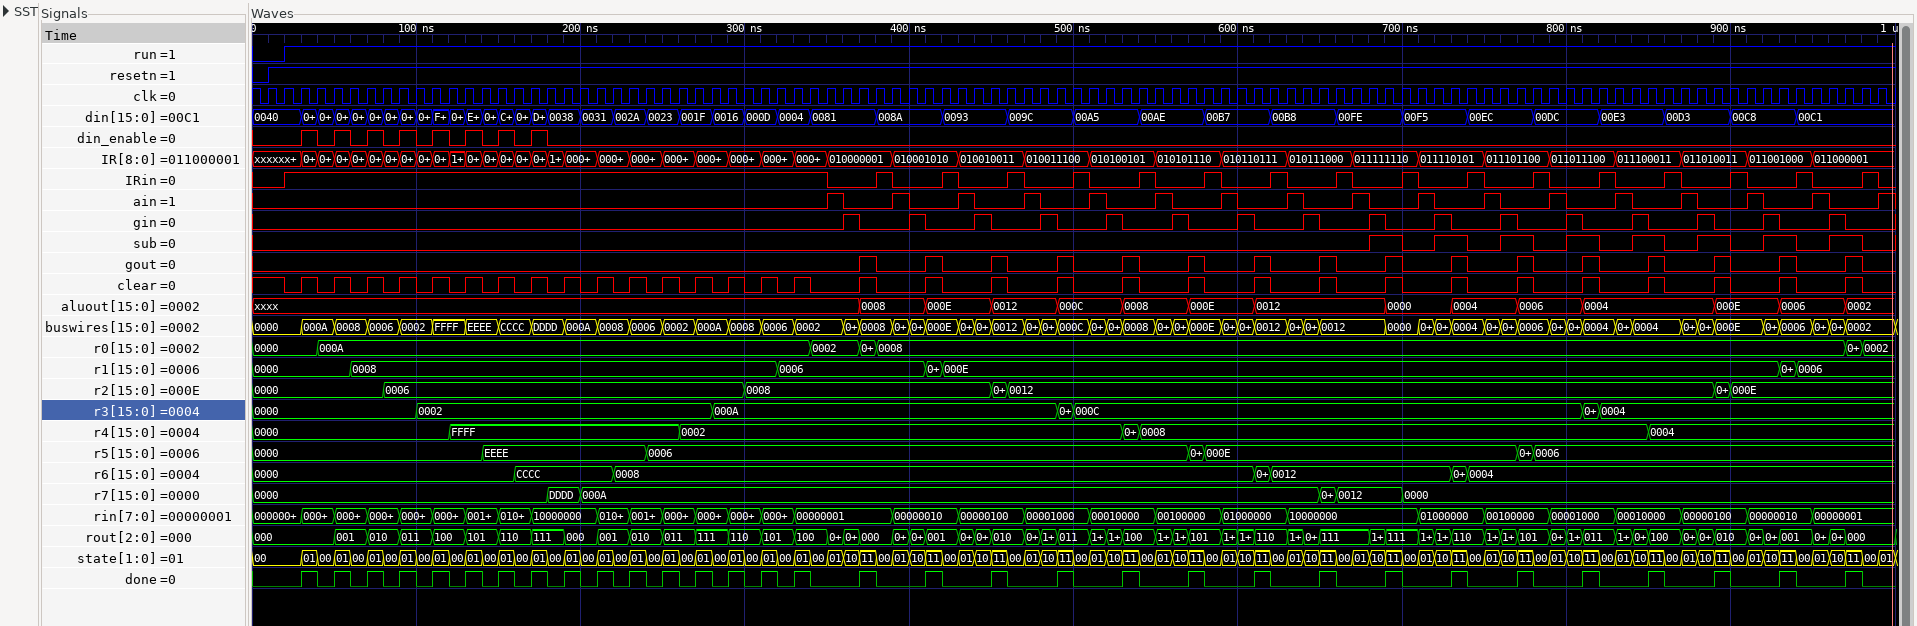 SST Signals Waves
Time 0 100 ns 200 ns 300 ns 400 ns 500 ns 600 ns 700 ns 800 ns 900 ns 1 u
run=1
resetn=1
clk=0
din[15:0]=00C1 0040 0+ 0+ 0+ 0+ 0+ 0+ 0+ 0+ F+ 0+ E+ 0+ C+ 0+ D+ 0038 0031 002A 0023 001F 0016 000D 0004 0081 008A 0093 009C 00A5 00AE 00B7 00B8 00FE 00F5 00EC 00DC 00E3 00D3 00C8 00C1
din_enable=0
IR[8:0]=011000001 xxxxxx+ 0+ 0+ 0+ 0+ 0+ 0+ 0+ 0+ 0+ 1+ 0+ 0+ 0+ 0+ 0+ 1+ 000+ 000+ 000+ 000+ 000+ 000+ 000+ 000+ 010000001 010001010 010010011 010011100 010100101 010101110 010110111 010111000 011111110 011110101 011101100 011011100 011100011 011010011 011001000 011000001
IRin=0
ain=1
gin=0
sub=0
gout=0
clear=0
aluout[15:0]=0002 xxxx 0008 000E 0012 000C 0008 000E 0012 0000 0004 0006 0004 000E 0006 0002
buswires[15:0]=0002 0000 000A 0008 0006 0002 FFFF EEEE CCCC DDDD 000A 0008 0006 0002 000A 0008 0006 0002 0+ 0008 0+ 0+ 000E 0+ 0+ 0012 0+ 0+ 000C 0+ 0+ 0008 0+ 0+ 000E 0+ 0+ 0012 0+ 0+ 0012 0000 0+ 0+ 0004 0+ 0+ 0006 0+ 0+ 0004 0+ 0004 0+ 0+ 000E 0+ 0006 0+ 0+ 0002
r0[15:0]=0002 0000 000A 0002 0+ 0008 0+ 0002
r1[15:0]=0006 0000 0008 0006 0+ 000E 0+ 0006
r2[15:0]=000E 0000 0006 0008 0+ 0012 0+ 000E
r3[15:0]=0004 0000 0002 000A 0+ 000C 0+ 0004
r4[15:0]=0004 0000 FFFF 0002 0+ 0008 0004
r5[15:0]=0006 0000 EEEE 0006 0+ 000E 0+ 0006
r6[15:0]=0004 0000 CCCC 0008 0+ 0012 0+ 0004
r7[15:0]=0000 0000 DDDD 000A 0+ 0012 0000
rin[7:0]=00000001 000000+ 000+ 000+ 000+ 000+ 000+ 001+ 010+ 10000000 010+ 001+ 000+ 000+ 000+ 000+ 00000001 00000010 00000100 00001000 00010000 00100000 01000000 10000000 01000000 00100000 00001000 00010000 00000100 00000010 00000001
rout[2:0]=000 000 001 010 011 100 101 110 111 000 001 010 011 111 110 101 100 0+ 0+ 000 0+ 0+ 001 0+ 0+ 010 0+ 1+ 011 1+ 1+ 100 1+ 1+ 101 1+ 1+ 110 1+ 0+ 111 1+ 111 1+ 1+ 110 1+ 1+ 101 0+ 1+ 011 1+ 0+ 100 0+ 0+ 010 0+ 0+ 001 0+ 0+ 000
state[1:0]=01 00 01 00 01 00 01 00 01 00 01 00 01 00 01 00 01 00 01 00 01 00 01 00 01 00 01 00 01 00 01 00 01 00 01 10 11 00 01 10 11 00 01 10 11 00 01 10 11 00 01 10 11 00 01 10 11 00 01 10 11 00 01 10 11 00 01 10 11 00 01 10 11 00 01 10 11 00 01 10 11 00 01 10 11 00 01 10 11 00 01 10 11 00 01 10 11 00 01
done=0